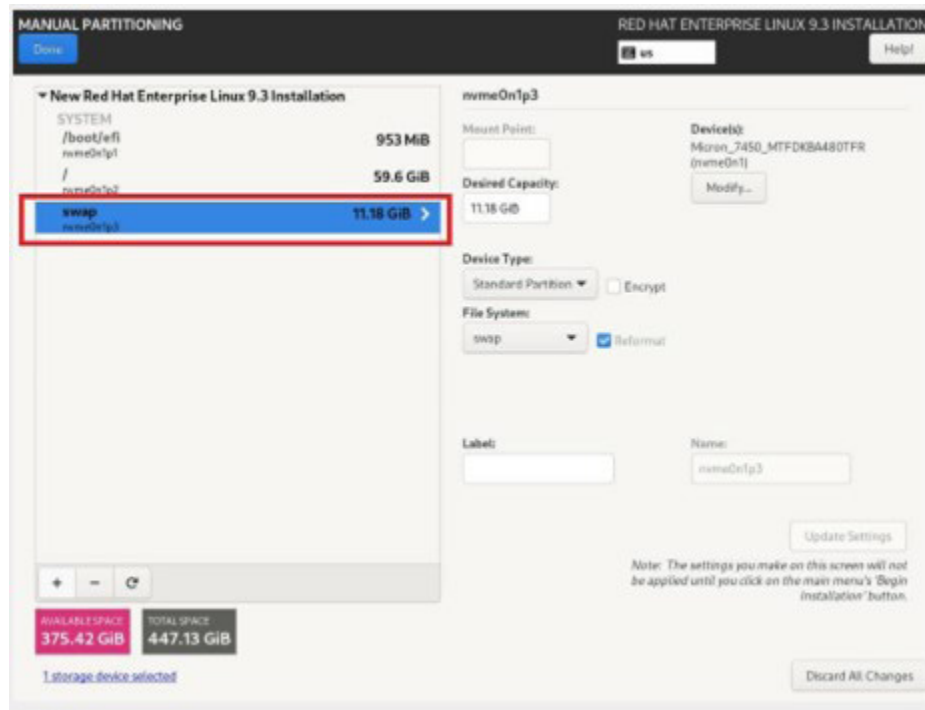 MANUAL PARTITIONING
RED HAT ENTERPRISE LINUX 9.3 INSTALLATION
Done
us
Help!
New Red Hat Enterprise Linux 9.3 Installation
SYSTEM
/boot/efi
953 MiB
nvme0n1p1
/
59.6 GiB
nvme0n1p2
swap
11.18 GiB
nvme0n1p3
nvme0n1p3
Mount Point:
Device(s):
Micron_7450_MTFDKBA480TFR
(nvme0n1)
Modify...
Desired Capacity:
11.18 GiB
Device Type:
Standard Partition
Encrypt
File System:
swap
Reformat
Label:
Name:
nvme0n1p3
Update Settings
Note: The settings you make on this screen will not
be applied until you click on the main menu's 'Begin
Installation' button.
+ −
AVAILABLE SPACE
375.42 GiB
TOTAL SPACE
447.13 GiB
1 storage device selected
Discard All Changes